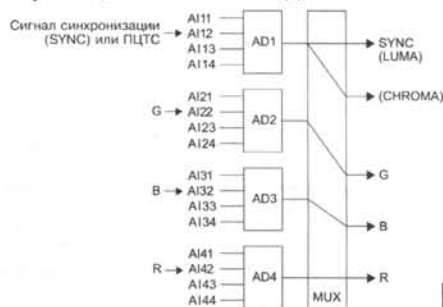 Сигнал синхронизации
(SYNC) или ПЦТС
AI11
AI12
AI13
AI14
AD1
SYNC
(LUMA)
(CHROMA)
G
AI21
AI22
AI23
AI24
AD2
G
B
AI31
AI32
AI33
AI34
AD3
B
R
AI41
AI42
AI43
AI44
AD4
R
MUX